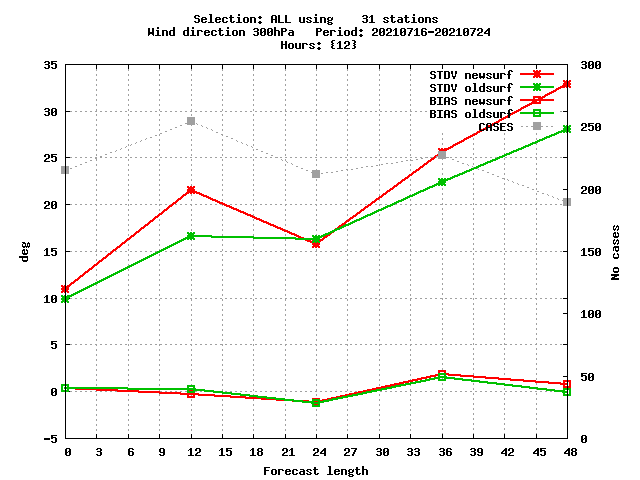 Selection: ALL using    31 stations
Wind direction 300hPa   Period: 20210716-20210724
Hours: {12}
35
30
25
20
15
10
5
0
-5
deg
STDV newsurf
STDV oldsurf
BIAS newsurf
BIAS oldsurf
CASES
300
250
200
150
100
50
0
No cases
0 3 6 9 12 15 18 21 24 27 30 33 36 39 42 45 48
Forecast length